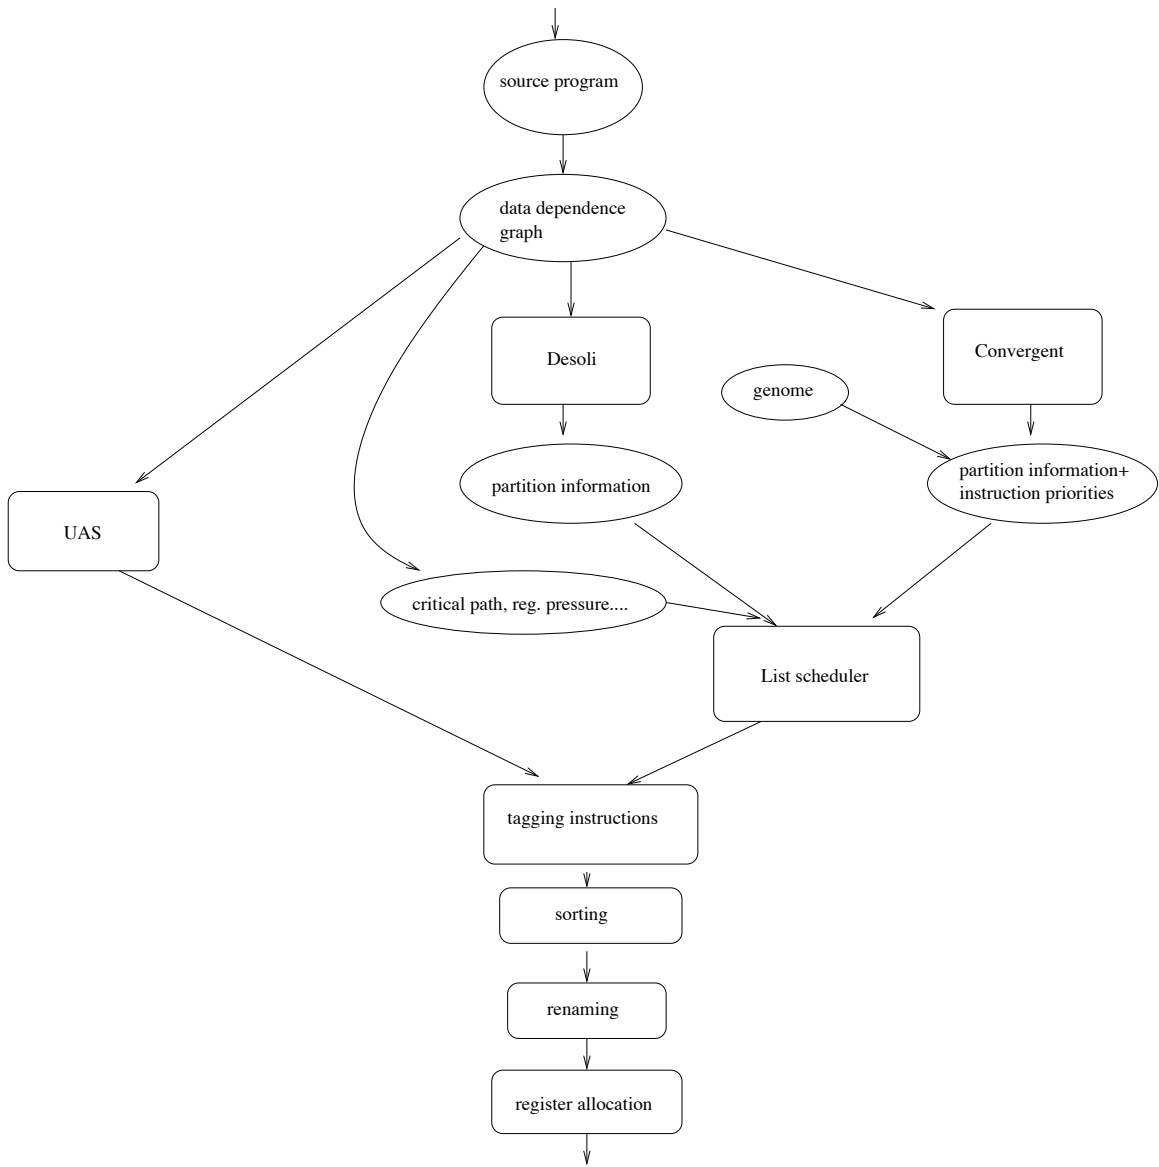 source program
data dependence
graph
Desoli
Convergent
genome
partition information+
instruction priorities
partition information
UAS
critical path, reg. pressure....
List scheduler
tagging instructions
sorting
renaming
register allocation